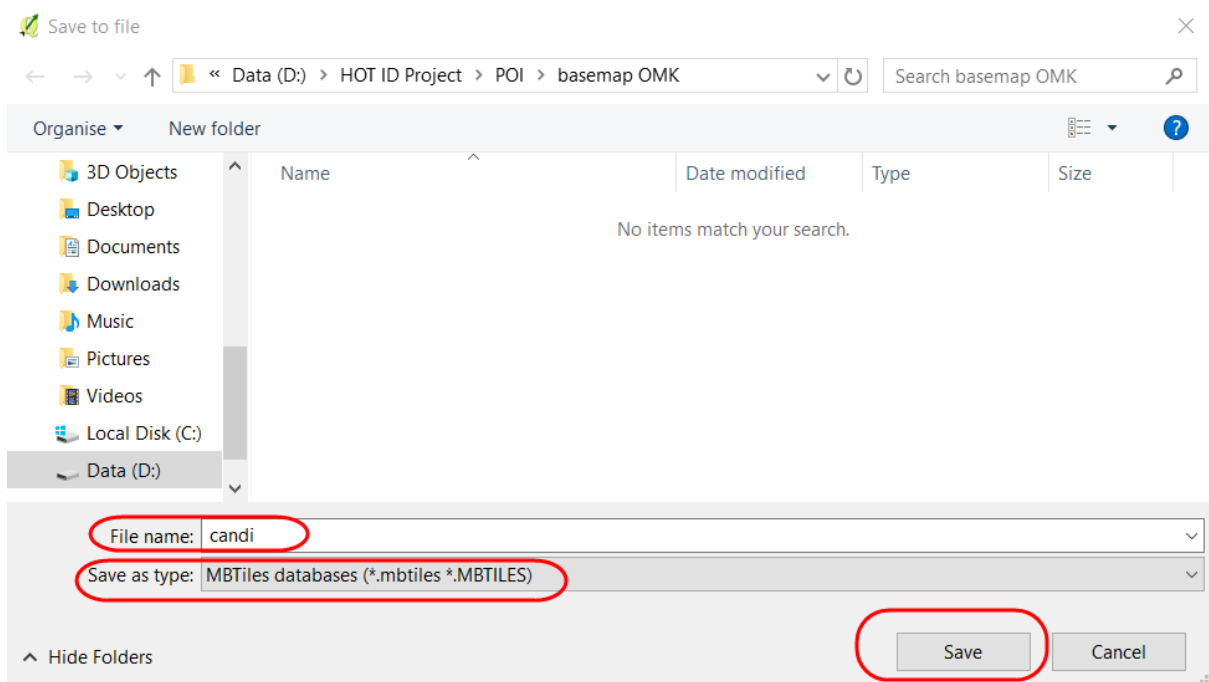 Save to file
« Data (D:) > HOT ID Project > POI > basemap OMK
Search basemap OMK
Organise New folder
?
Name Date modified Type Size
No items match your search.
3D Objects
Desktop
Documents
Downloads
Music
Pictures
Videos
Local Disk (C:)
Data (D:)
File name: candi
Save as type: MBTiles databases (*.mbtiles *.MBTILES)
Hide Folders
Save
Cancel